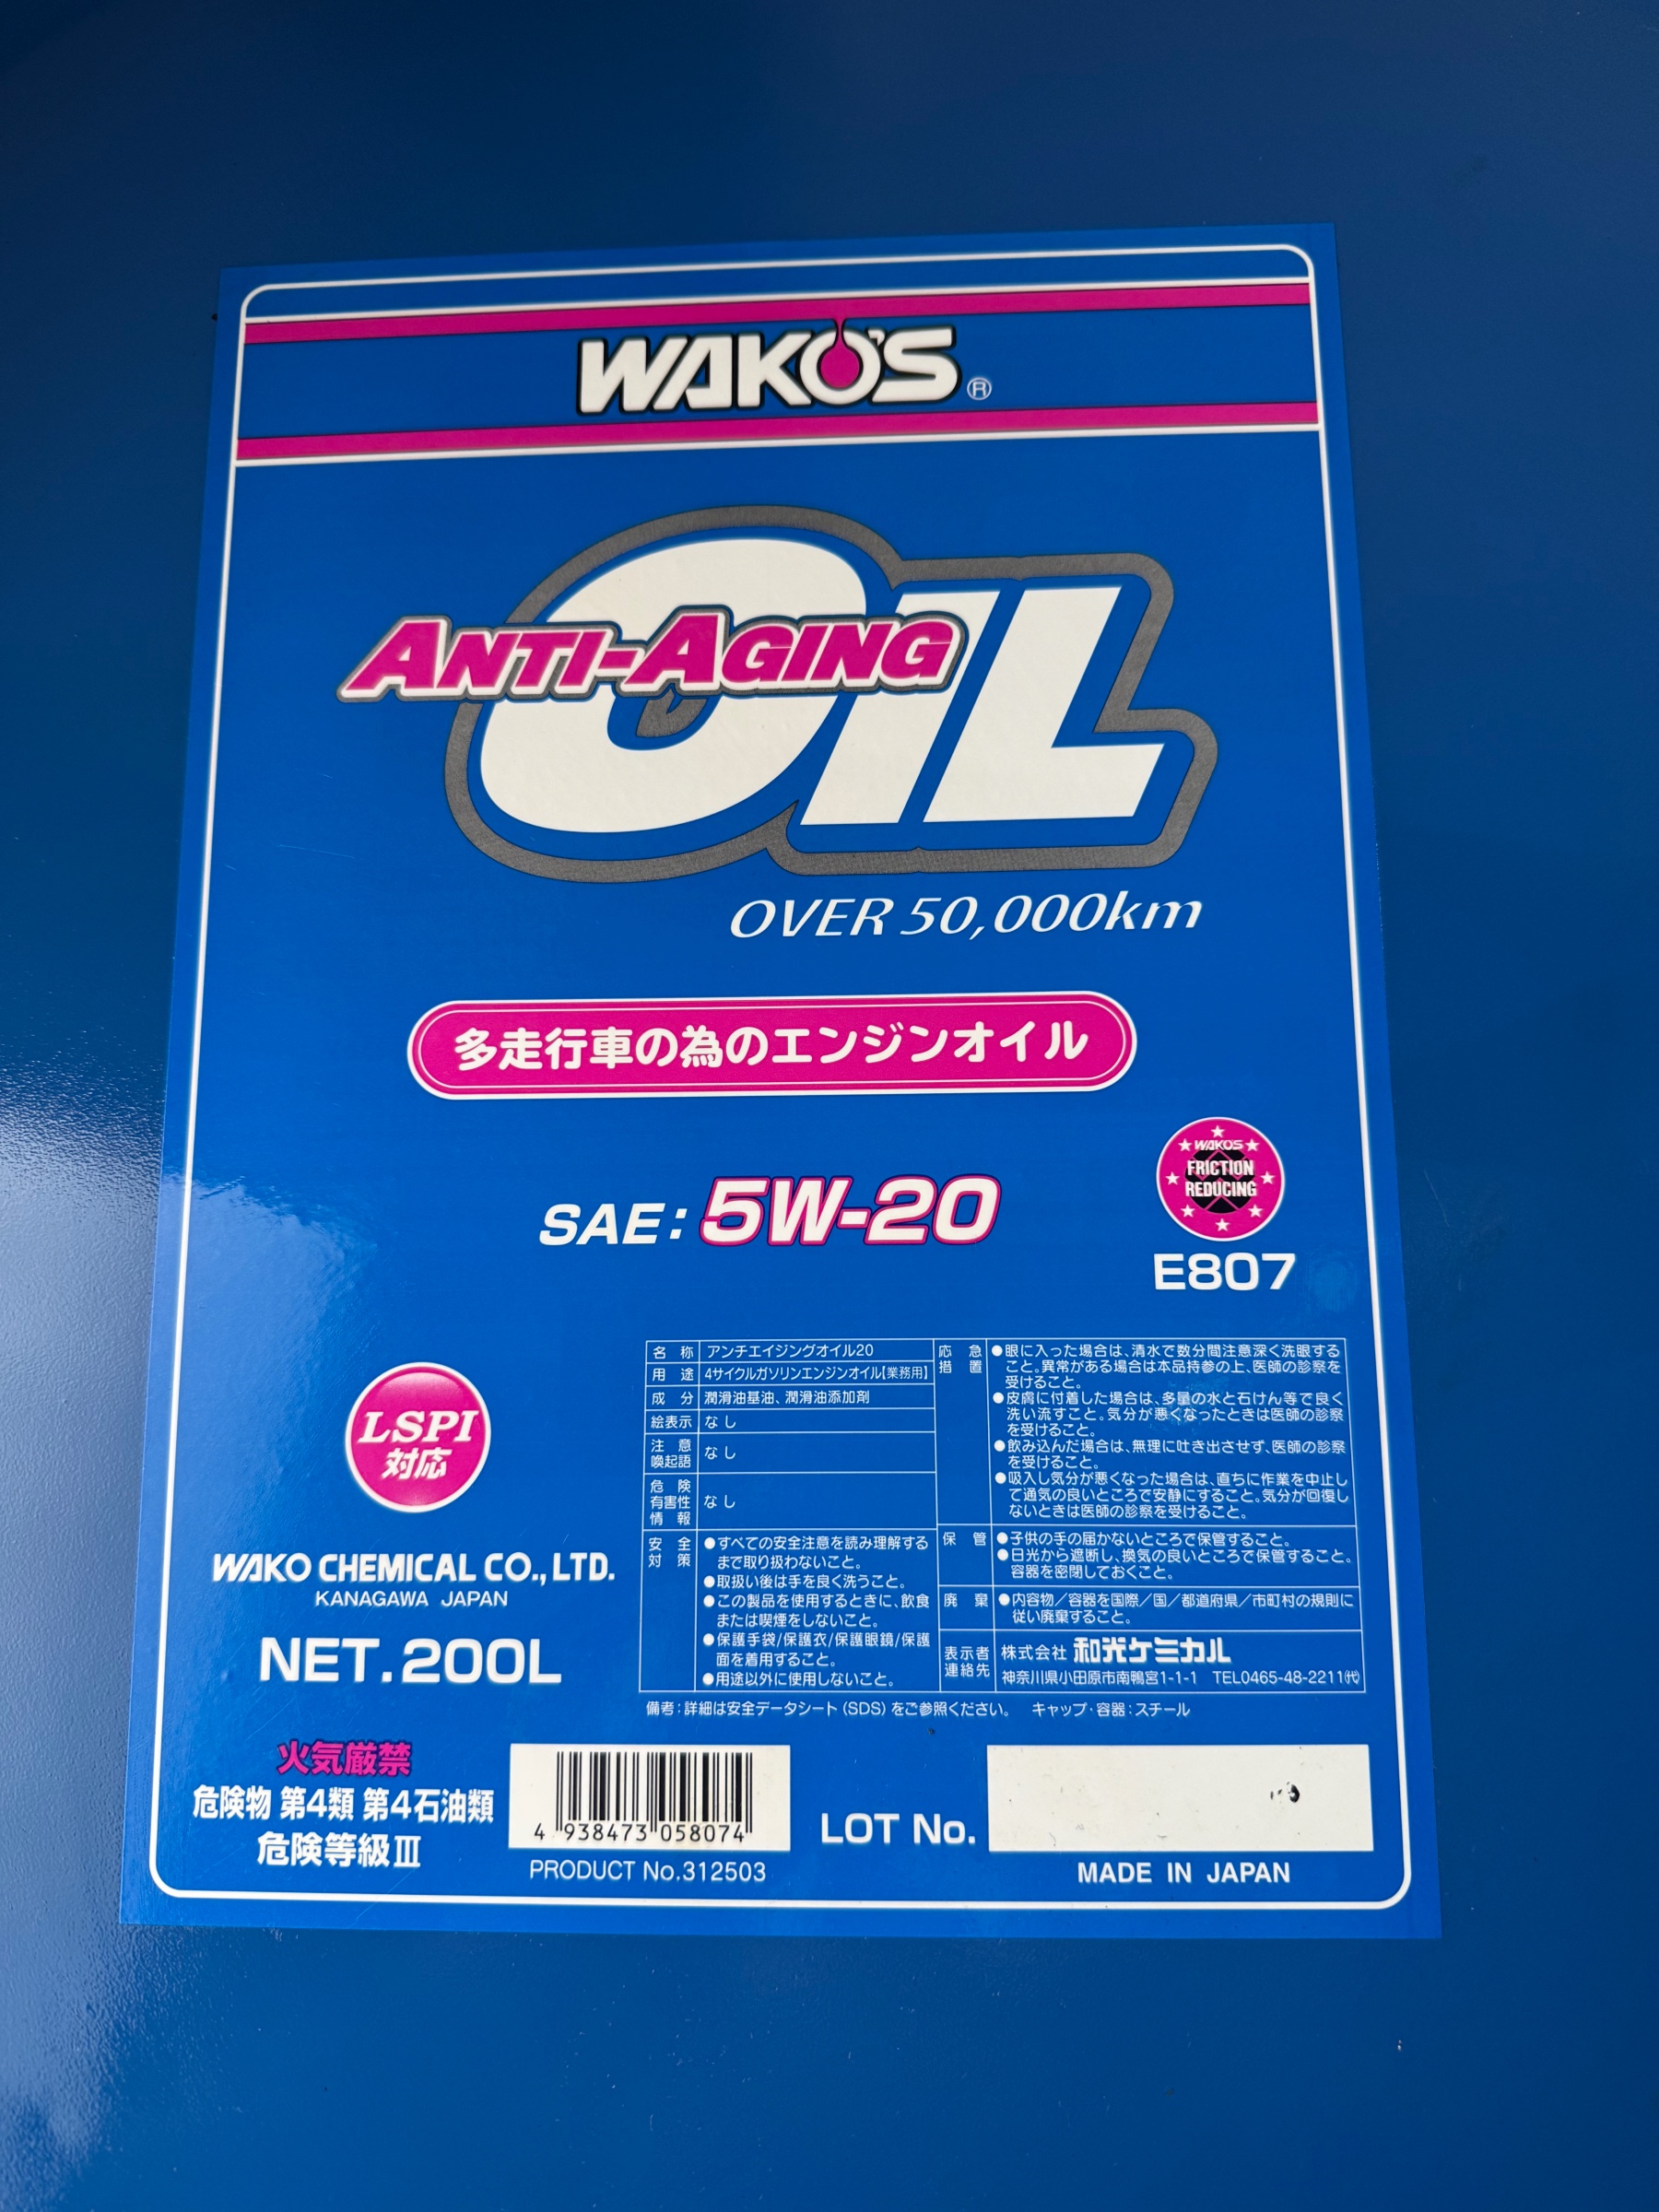 WAKO'S®
ANTI-AGING
OIL
OVER 50,000km
多走行車の為のエンジンオイル
SAE: 5W-20
WAKO'S
FRICTION
REDUCING
E807
LSPI
対応
WAKO CHEMICAL CO., LTD.
KANAGAWA JAPAN
NET. 200L
名称 アンチエイジングオイル20
用途 4サイクルガソリンエンジンオイル【業務用】
成分 潤滑油基油、潤滑油添加剤
絵表示 なし
注意
喚起語 なし
危険
有害性
情報 なし
安全
対策 ●すべての安全注意を読み理解する
まで取り扱わないこと。
●取扱い後は手を良く洗うこと。
●この製品を使用するときに、飲食
または喫煙をしないこと。
●保護手袋/保護衣/保護眼鏡/保護
面を着用すること。
●用途以外に使用しないこと。
応急
措置 ●眼に入った場合は、清水で数分間注意深く洗眼する
こと。異常がある場合は本品持参の上、医師の診察を
受けること。
●皮膚に付着した場合は、多量の水と石けん等で良く
洗い流すこと。気分が悪くなったときは医師の診察
を受けること。
●飲み込んだ場合は、無理に吐き出させず、医師の診察
を受けること。
●吸入し気分が悪くなった場合は、直ちに作業を中止し
て通気の良いところで安静にすること。気分が回復し
ないときは医師の診察を受けること。
保管 ●子供の手の届かないところで保管すること。
●日光から遮断し、換気の良いところで保管すること。
容器を密閉しておくこと。
廃棄 ●内容物/容器を国際/国/都道府県/市町村の規則に
従い廃棄すること。
表示者
連絡先 株式会社 和光ケミカル
神奈川県小田原市南鴨宮1-1-1 TEL0465-48-2211㈹
備考:詳細は安全データシート(SDS)をご参照ください。 キャップ・容器:スチール
火気厳禁
危険物 第4類 第4石油類
危険等級Ⅲ
4 938473 058074
PRODUCT No.312503
LOT No.
MADE IN JAPAN